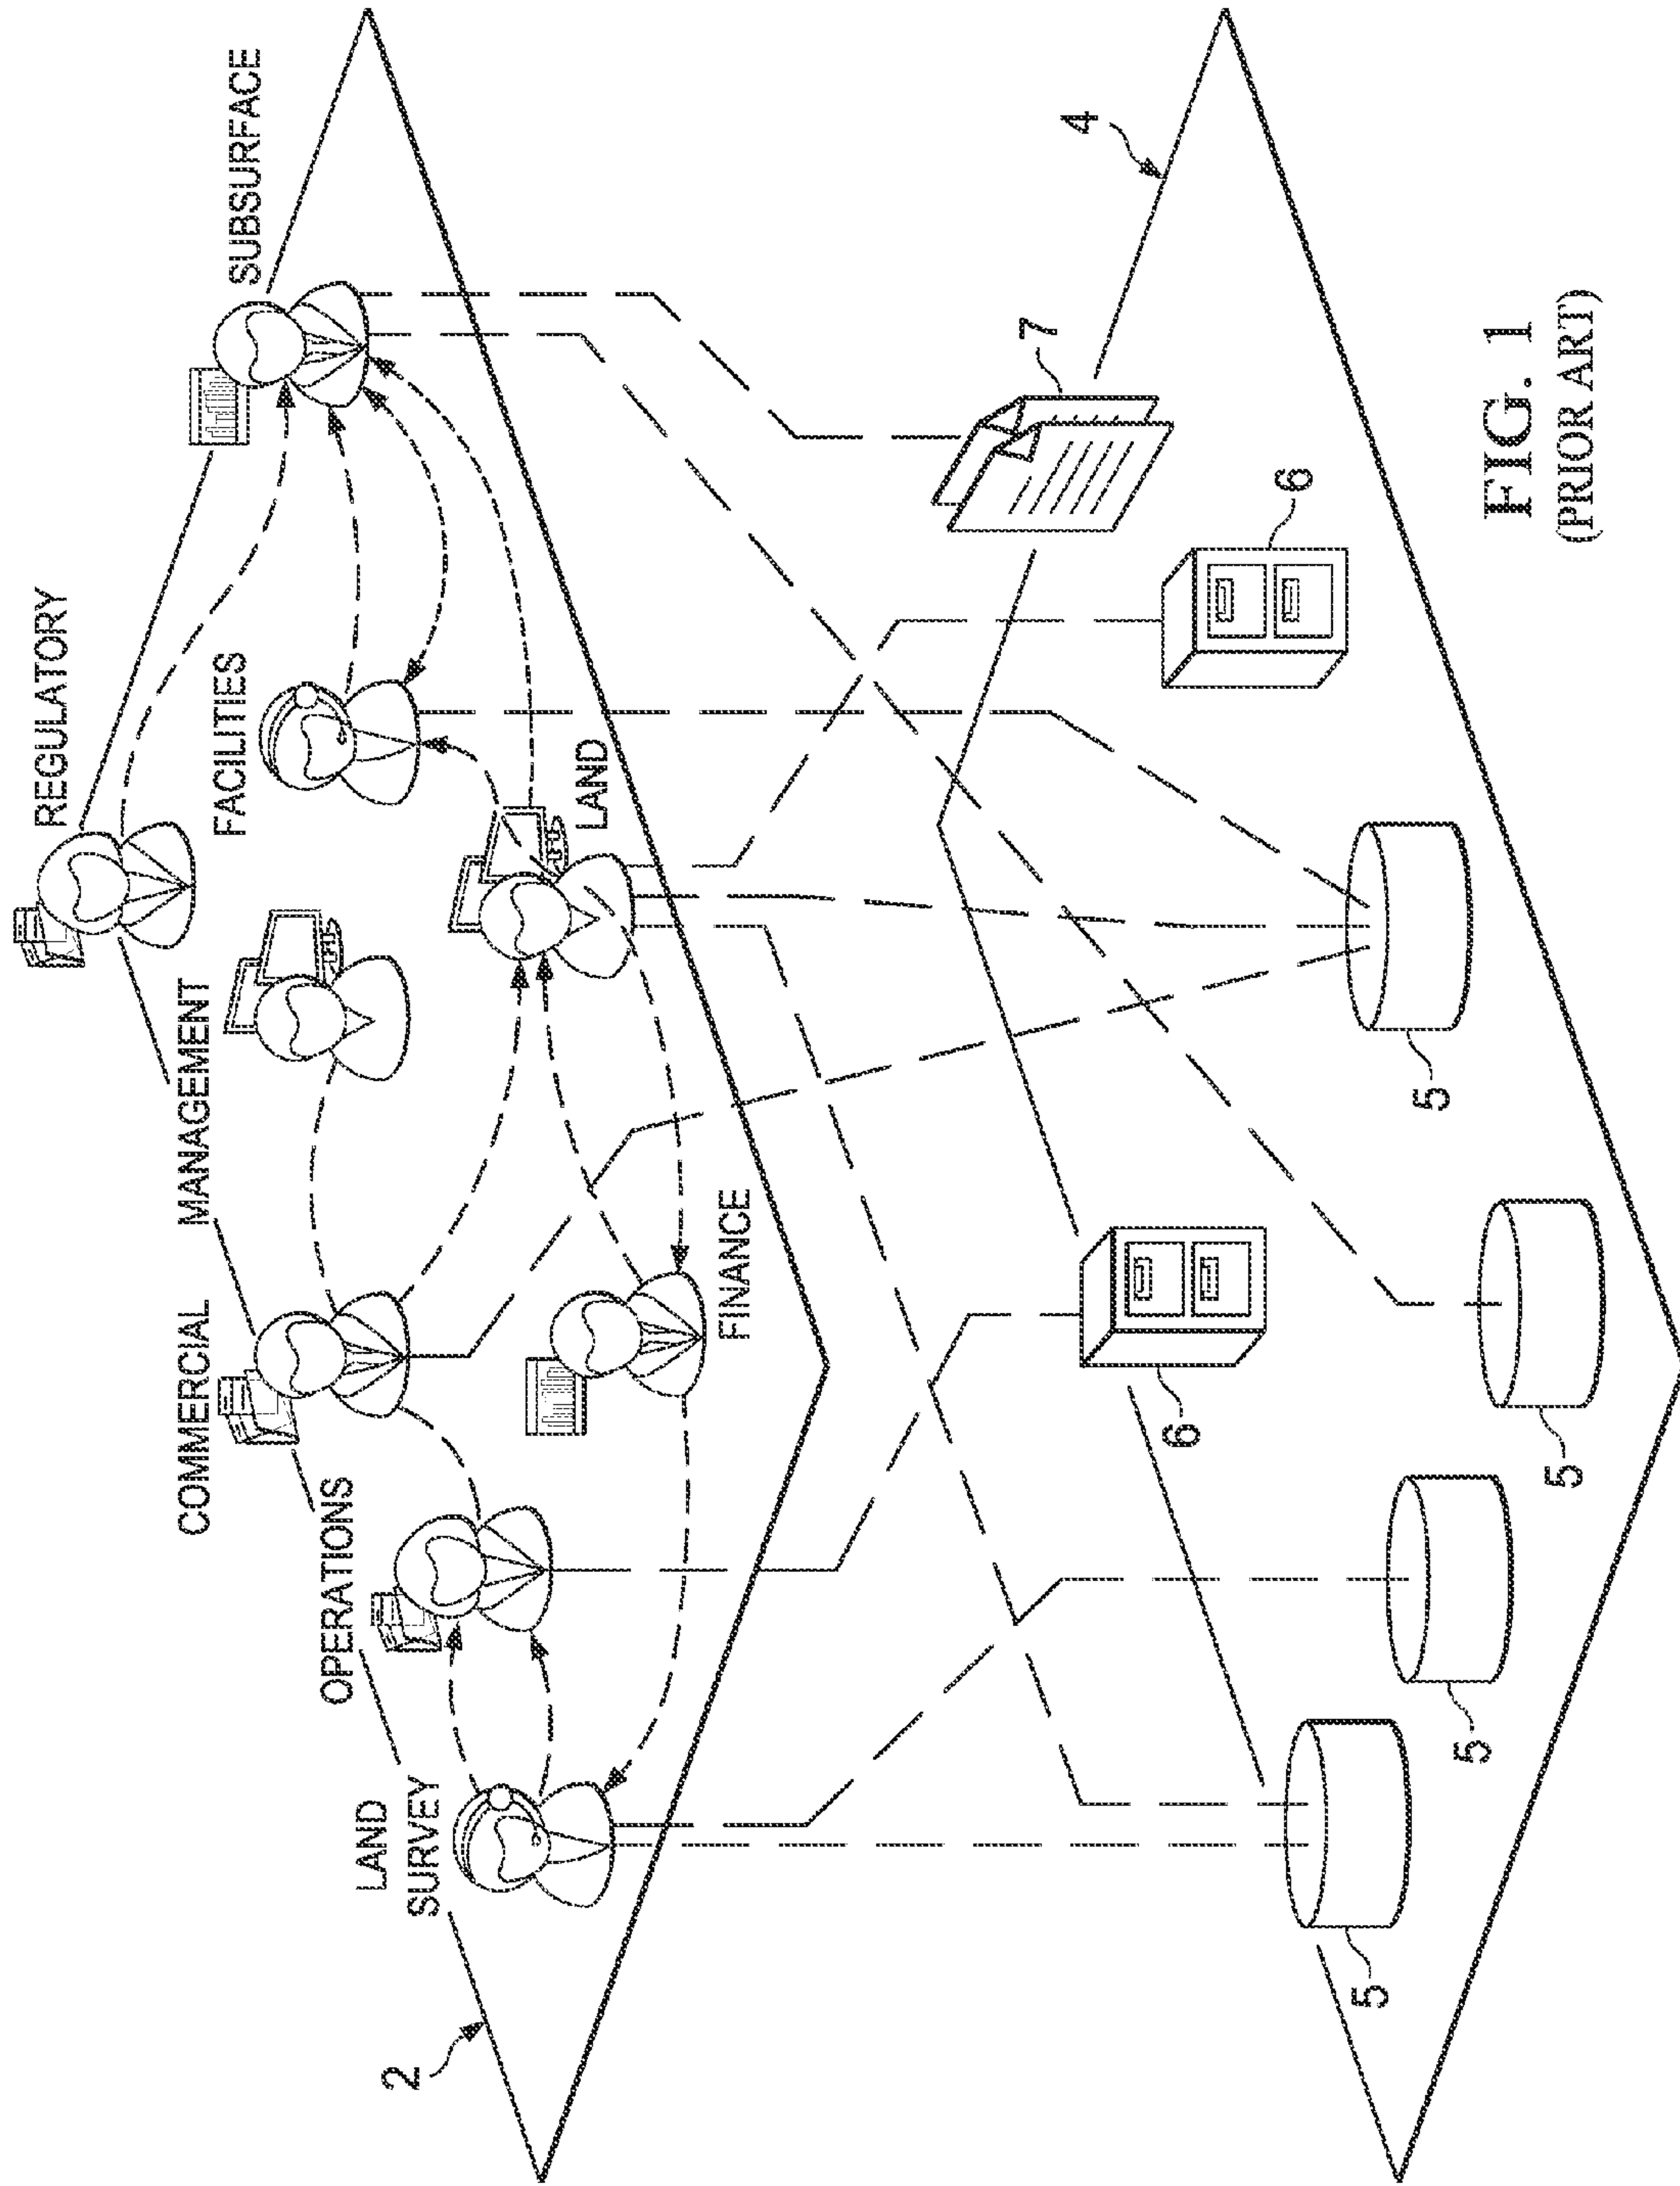 REGULATORY
SUBSURFACE
MANAGEMENT
FACILITIES
COMMERCIAL
OPERATIONS
LAND
SURVEY
LAND
FINANCE
2
4
7
6
6
5
5
5
5
FIG. 1
(PRIOR ART)